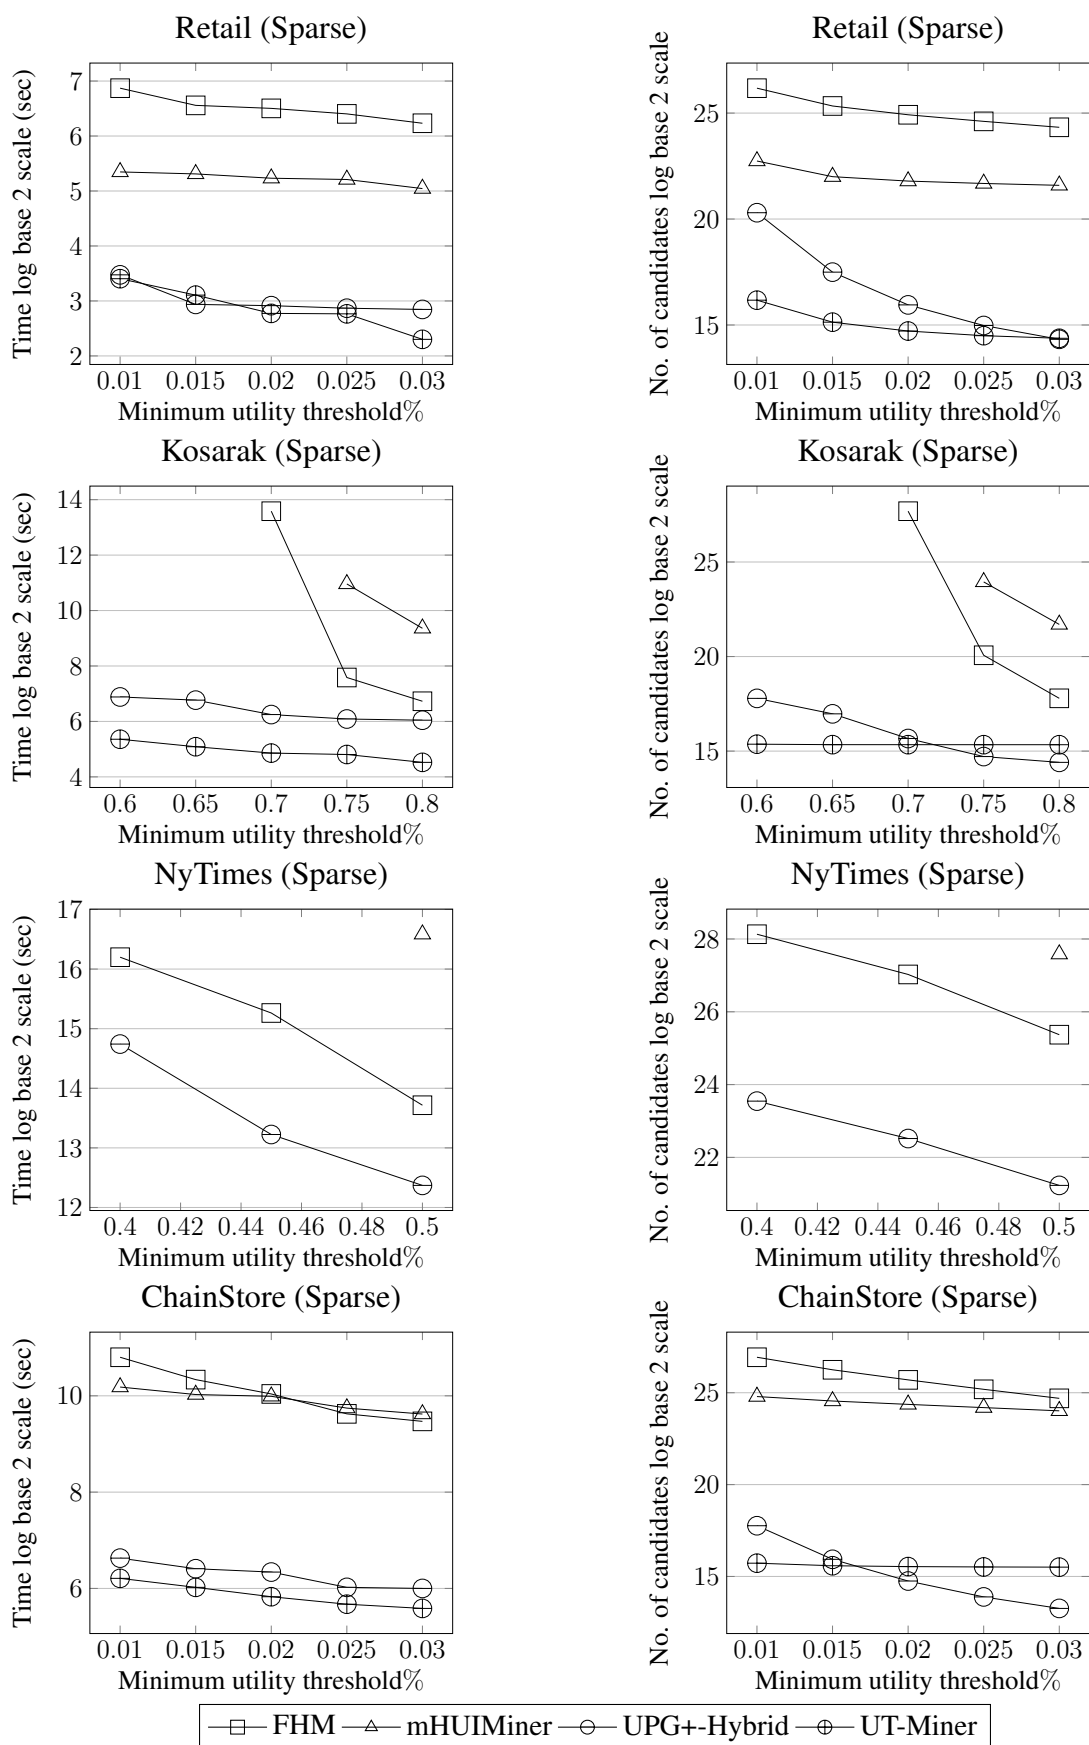 Retail (Sparse)
Time log base 2 scale (sec)
7
6
5
4
3
2
0.01 0.015 0.02 0.025 0.03
Minimum utility threshold%
Retail (Sparse)
No. of candidates log base 2 scale
25
20
15
0.01 0.015 0.02 0.025 0.03
Minimum utility threshold%
Kosarak (Sparse)
Time log base 2 scale (sec)
14
12
10
8
6
4
0.6 0.65 0.7 0.75 0.8
Minimum utility threshold%
Kosarak (Sparse)
No. of candidates log base 2 scale
25
20
15
0.6 0.65 0.7 0.75 0.8
Minimum utility threshold%
NyTimes (Sparse)
Time log base 2 scale (sec)
17
16
15
14
13
12
0.4 0.42 0.44 0.46 0.48 0.5
Minimum utility threshold%
NyTimes (Sparse)
No. of candidates log base 2 scale
28
26
24
22
0.4 0.42 0.44 0.46 0.48 0.5
Minimum utility threshold%
ChainStore (Sparse)
Time log base 2 scale (sec)
10
8
6
0.01 0.015 0.02 0.025 0.03
Minimum utility threshold%
ChainStore (Sparse)
No. of candidates log base 2 scale
25
20
15
0.01 0.015 0.02 0.025 0.03
Minimum utility threshold%
FHM mHUIMiner UPG+-Hybrid UT-Miner